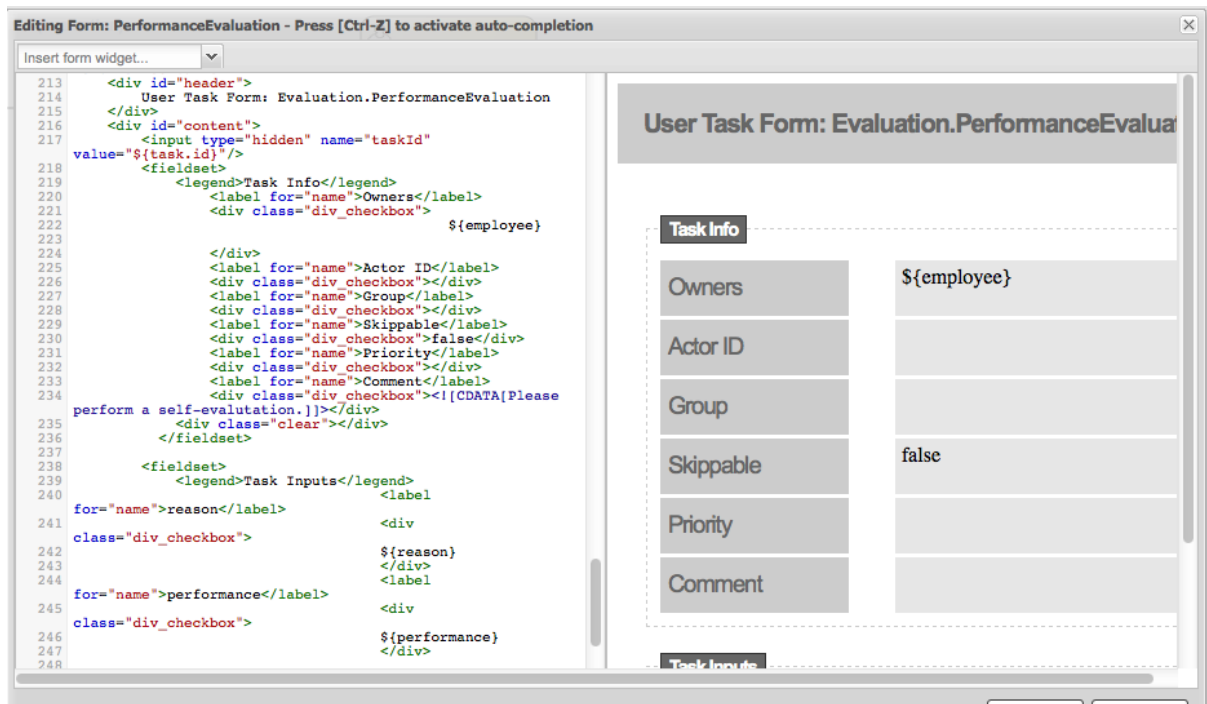 Editing Form: PerformanceEvaluation - Press [Ctrl-Z] to activate auto-completion
Insert form widget...
213 <div id="header">
214 User Task Form: Evaluation.PerformanceEvaluation
215 </div>
216 <div id="content">
217 <input type="hidden" name="taskId"
value="${task.id}"/>
218 <fieldset>
219 <legend>Task Info</legend>
220 <label for="name">Owners</label>
221 <div class="div_checkbox">
222 ${employee}
223
224 </div>
225 <label for="name">Actor ID</label>
226 <div class="div_checkbox"></div>
227 <label for="name">Group</label>
228 <div class="div_checkbox"></div>
229 <label for="name">Skippable</label>
230 <div class="div_checkbox">false</div>
231 <label for="name">Priority</label>
232 <div class="div_checkbox"></div>
233 <label for="name">Comment</label>
234 <div class="div_checkbox"><![CDATA[Please
perform a self-evalutation.]]></div>
235 <div class="clear"></div>
236 </fieldset>
237
238 <fieldset>
239 <legend>Task Inputs</legend>
240 <label
for="name">reason</label>
241 <div
class="div_checkbox">
242 ${reason}
243 </div>
244 <label
for="name">performance</label>
245 <div
class="div_checkbox">
246 ${performance}
247 </div>
248
User Task Form: Evaluation.PerformanceEvaluat
Task Info
Owners ${employee}
Actor ID
Group
Skippable false
Priority
Comment
Task Inputs